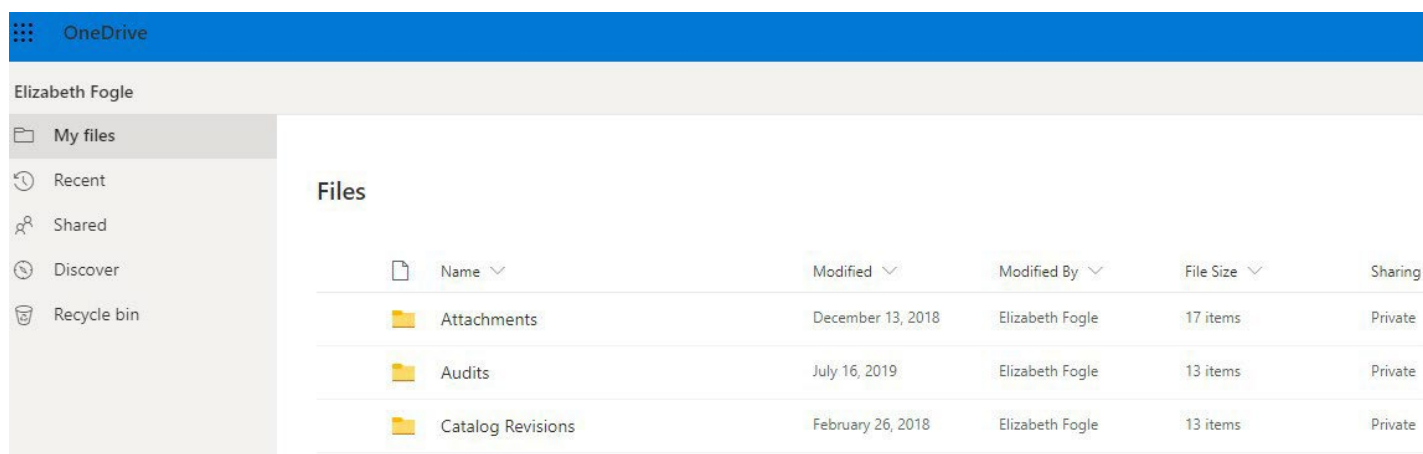 OneDrive
Elizabeth Fogle
My files
Recent
Shared
Discover
Recycle bin
Files
Name Modified Modified By File Size Sharing
Attachments December 13, 2018 Elizabeth Fogle 17 items Private
Audits July 16, 2019 Elizabeth Fogle 13 items Private
Catalog Revisions February 26, 2018 Elizabeth Fogle 13 items Private